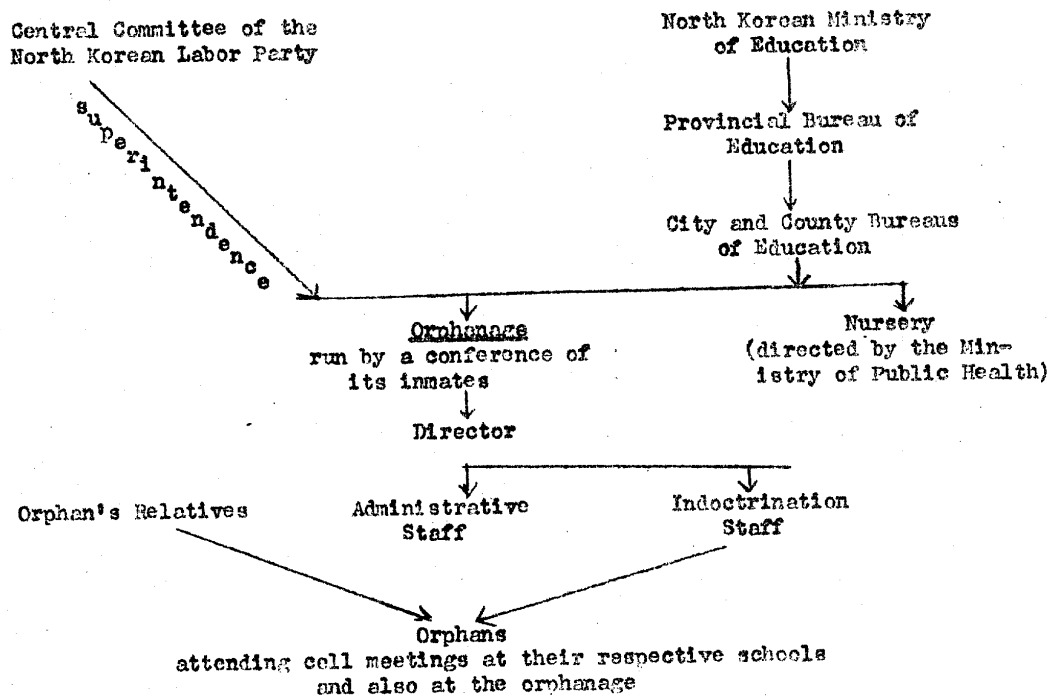 Central Committee of the
North Korean Labor Party
superintendence
North Korean Ministry
of Education
Provincial Bureau of
Education
City and County Bureaus
of Education
Orphanage
run by a conference of
its inmates
Nursery
(directed by the Min-
istry of Public Health)
Director
Orphan's Relatives
Administrative
Staff
Indoctrination
Staff
Orphans
attending cell meetings at their respective schools
and also at the orphanage